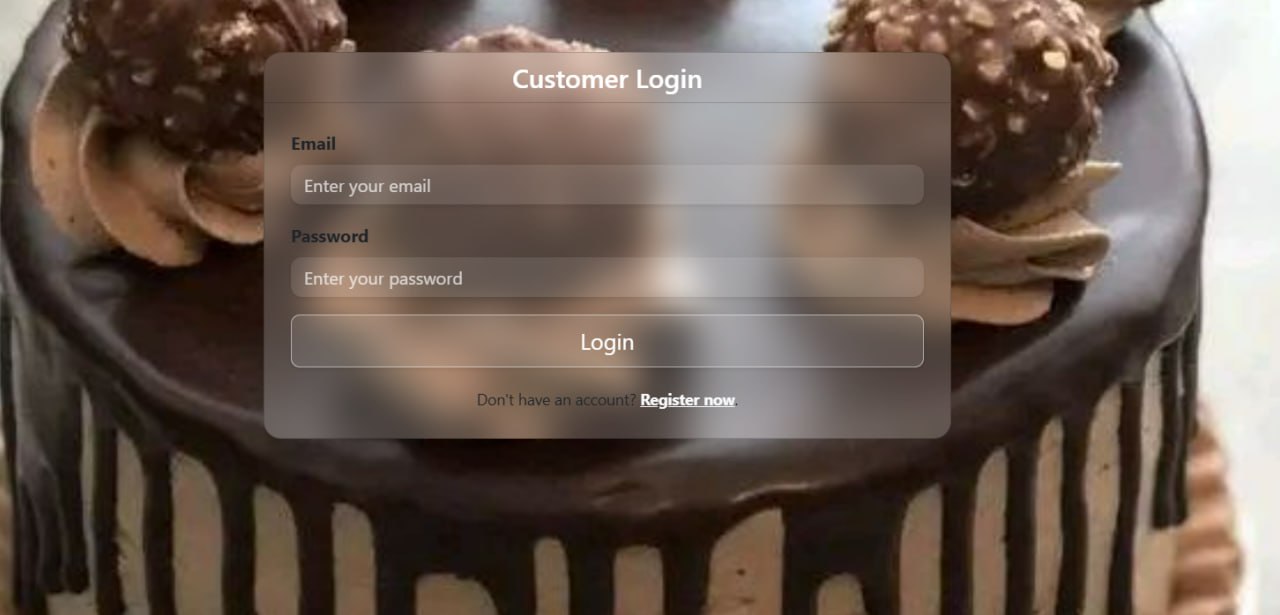 Customer Login
Email
Enter your email
Password
Enter your password
Login
Don't have an account? Register now.